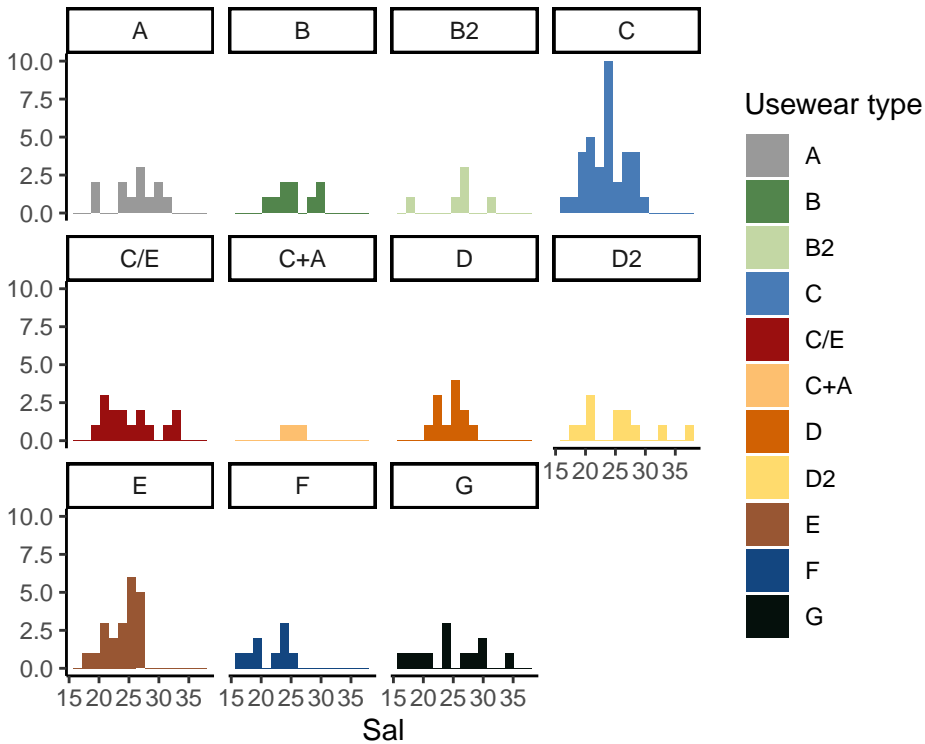 A B B2 C
10.0
7.5
5.0
2.5
0.0
C/E C+A D D2
10.0
7.5
5.0
2.5
0.0
15 20 25 30 35
E F G
10.0
7.5
5.0
2.5
0.0
15 20 25 30 35 15 20 25 30 35 15 20 25 30 35
Sal
Usewear type
A
B
B2
C
C/E
C+A
D
D2
E
F
G